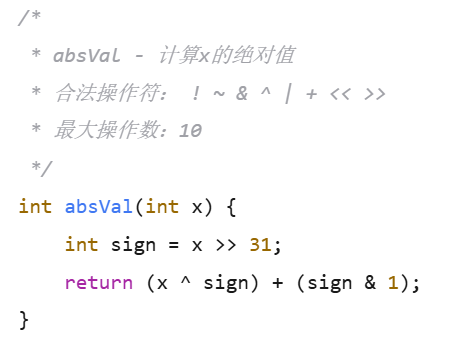 /*
 * absVal - 计算x的绝对值
 * 合法操作符： ! ~ & ^ | + << >>
 * 最大操作数：10
 */
int absVal(int x) {
    int sign = x >> 31;
    return (x ^ sign) + (sign & 1);
}